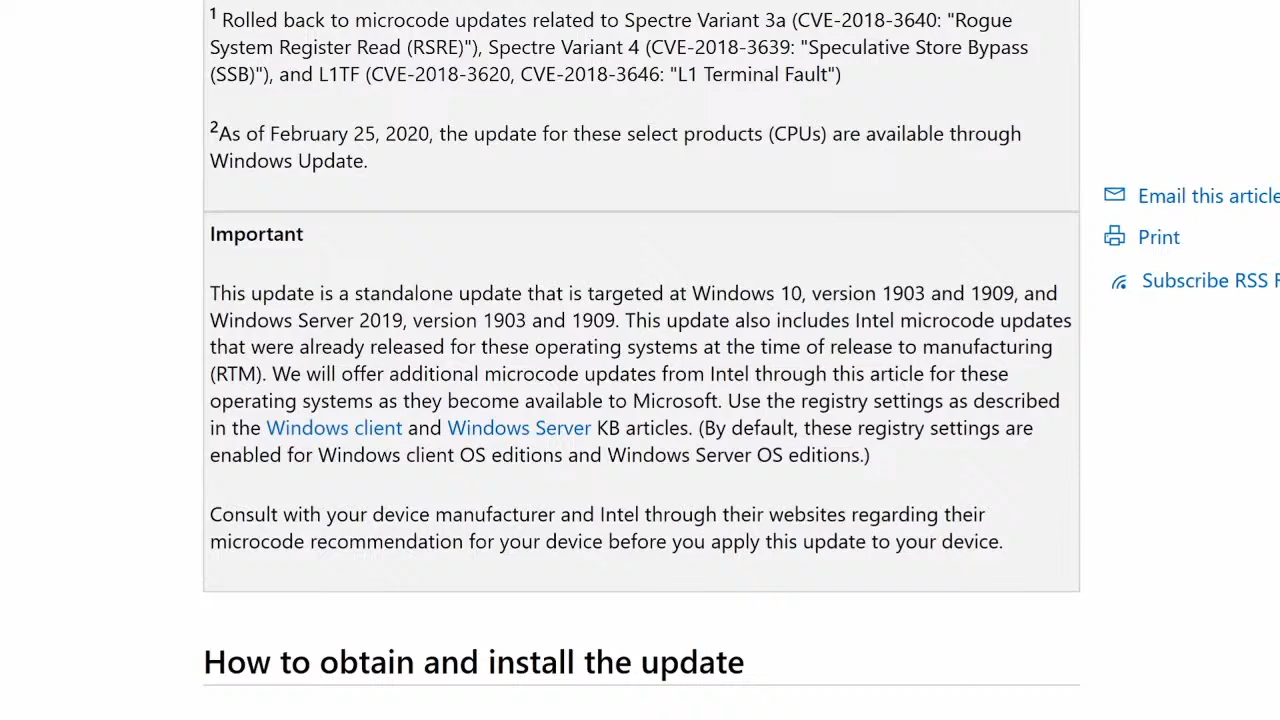 ¹ Rolled back to microcode updates related to Spectre Variant 3a (CVE-2018-3640: "Rogue
System Register Read (RSRE)"), Spectre Variant 4 (CVE-2018-3639: "Speculative Store Bypass
(SSB)"), and L1TF (CVE-2018-3620, CVE-2018-3646: "L1 Terminal Fault")
²As of February 25, 2020, the update for these select products (CPUs) are available through
Windows Update.
Important
This update is a standalone update that is targeted at Windows 10, version 1903 and 1909, and
Windows Server 2019, version 1903 and 1909. This update also includes Intel microcode updates
that were already released for these operating systems at the time of release to manufacturing
(RTM). We will offer additional microcode updates from Intel through this article for these
operating systems as they become available to Microsoft. Use the registry settings as described
in the Windows client and Windows Server KB articles. (By default, these registry settings are
enabled for Windows client OS editions and Windows Server OS editions.)
Consult with your device manufacturer and Intel through their websites regarding their
microcode recommendation for your device before you apply this update to your device.
How to obtain and install the update
Email this article
Print
Subscribe RSS F